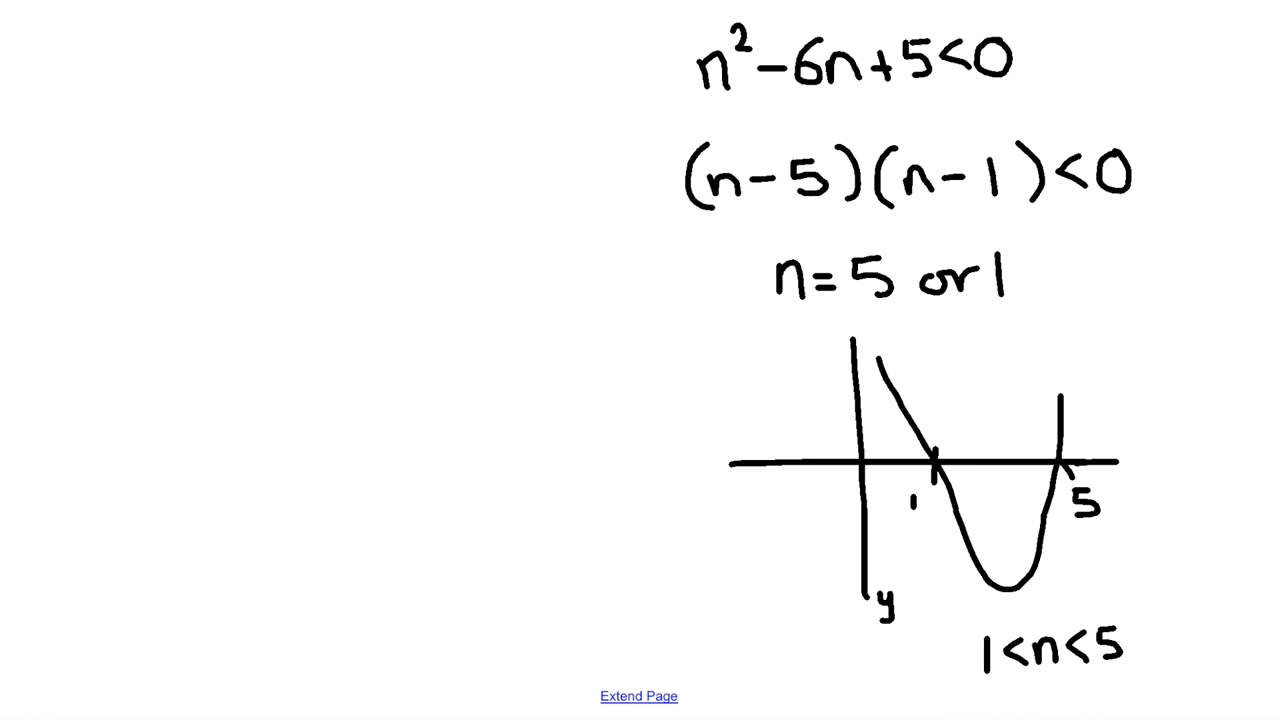 n²-6n+5<0
(n-5)(n-1)<0
n=5 or 1
1
5
y
1<n<5
Extend Page